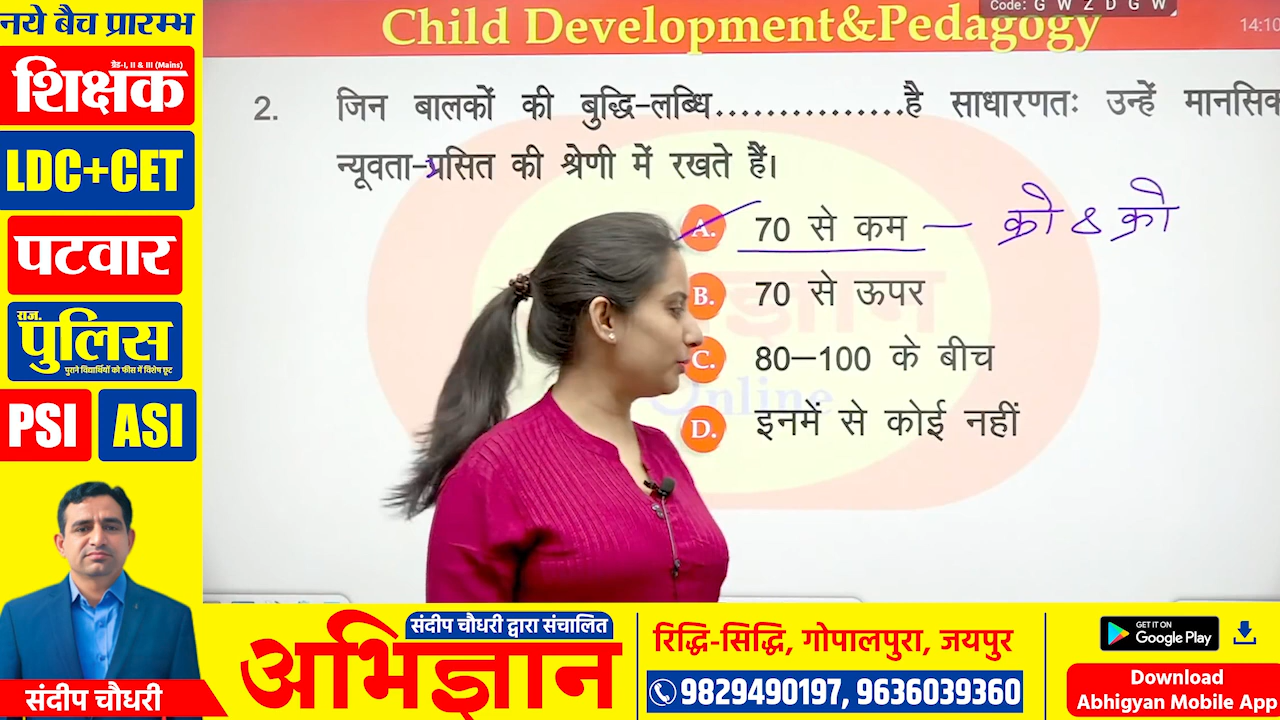 नये बैच प्रारम्भ
ग्रेड-I, II & III (Mains)
शिक्षक
LDC+CET
पटवार
राज.
पुलिस
पुराने विद्यार्थियों को फीस में विशेष छूट
PSI ASI
संदीप चौधरी
Code: G W Z D G W
14:10
Child Development&Pedagogy
2. जिन बालकों की बुद्धि-लब्धि................है साधारणतः उन्हें मानसिक
न्यूवता-प्रसित की श्रेणी में रखते हैं।
A. 70 से कम – क्रो & क्रो
B. 70 से ऊपर
C. 80–100 के बीच
D. इनमें से कोई नहीं
Online
संदीप चौधरी द्वारा संचालित
अभिज्ञान
रिद्धि-सिद्धि, गोपालपुरा, जयपुर
9829490197, 9636039360
GET IT ON
Google Play
Download
Abhigyan Mobile App